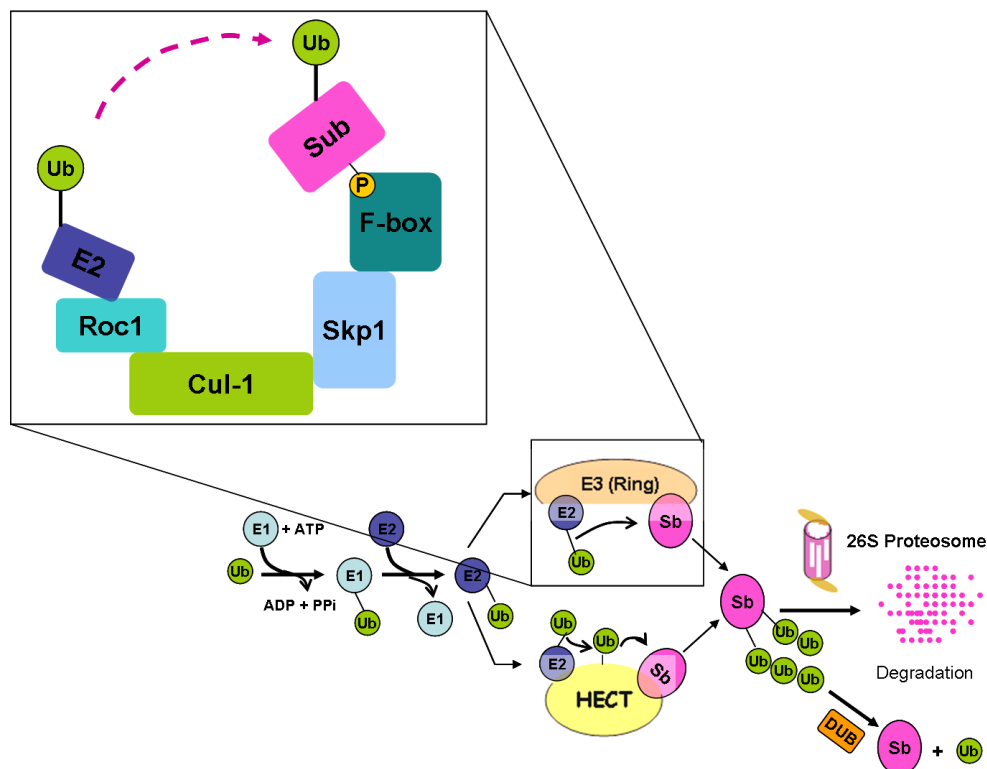 Ub
Ub
Sub
P
F-box
E2
Roc1
Skp1
Cul-1
E3 (Ring)
E2
Sb
Ub
E1 + ATP
E2
Ub
E1
E2
ADP + PPi
Ub
E1
Ub
26S Proteosome
Sb
Ub
Ub
Ub
Ub
Ub
Degradation
Ub
Ub
E2
Sb
HECT
DUB
Sb + Ub